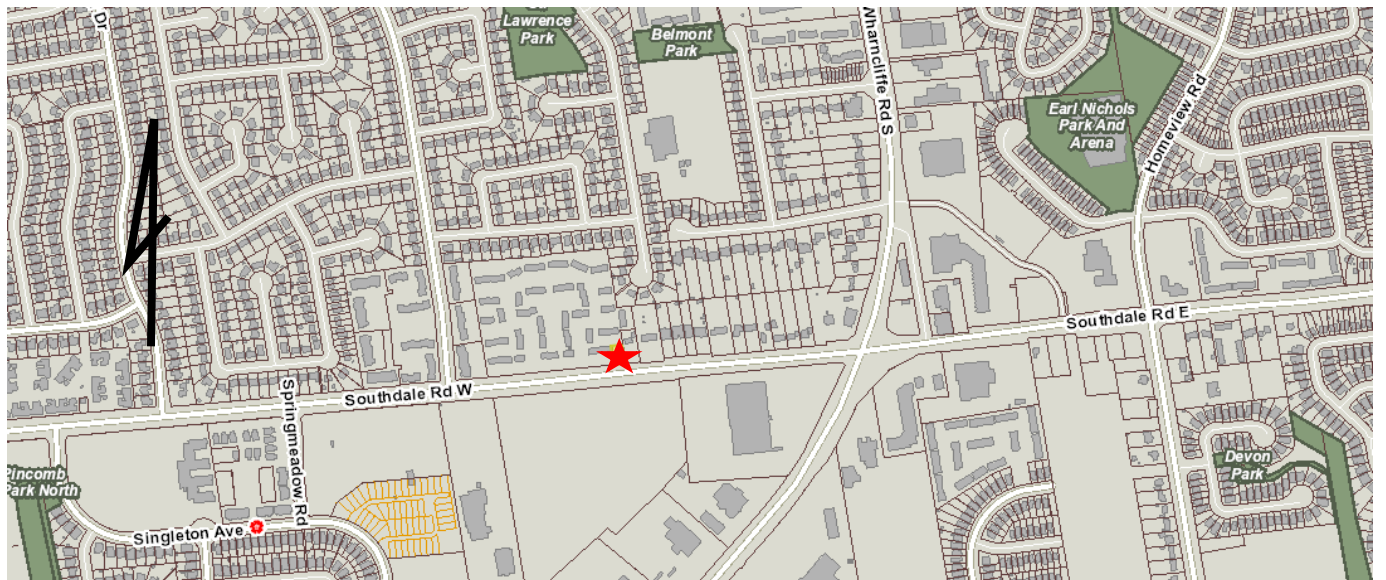 Dr
Lawrence
Park
Belmont
Park
Wharncliffe Rd S
Earl Nichols
Park And
Arena
Homeview Rd
Southdale Rd E
Southdale Rd W
Springmeadow Rd
Pincomb
Park North
Singleton Ave
Devon
Park